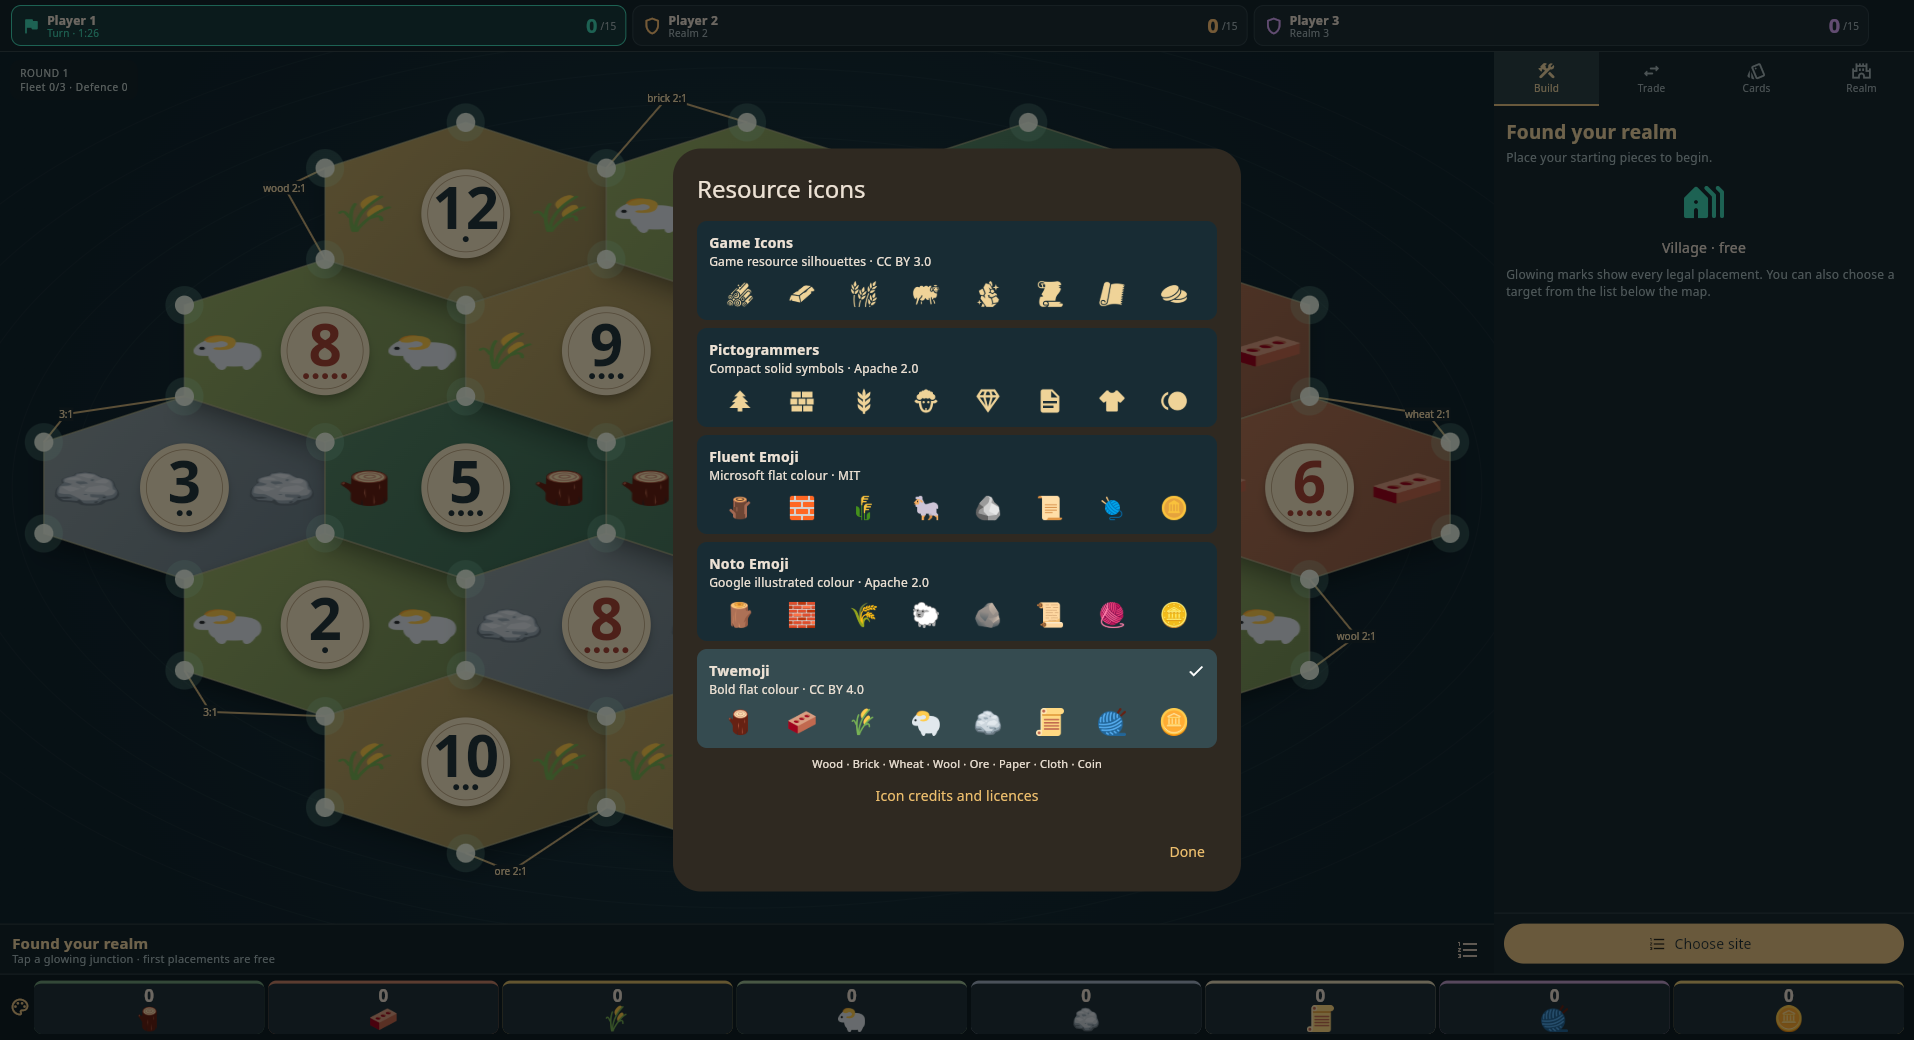 Player 1
Turn · 1:26
0 /15
Player 2
Realm 2
0 /15
Player 3
Realm 3
0 /15
ROUND 1
Fleet 0/3 · Defence 0
Build
Trade
Cards
Realm
Found your realm
Place your starting pieces to begin.
Village · free
Glowing marks show every legal placement. You can also choose a
target from the list below the map.
Choose site
brick 2:1
wood 2:1
12
8
9
3:1
wheat 2:1
3
5
6
2
8
wool 2:1
3:1
10
ore 2:1
Resource icons
Game Icons
Game resource silhouettes · CC BY 3.0
Pictogrammers
Compact solid symbols · Apache 2.0
Fluent Emoji
Microsoft flat colour · MIT
Noto Emoji
Google illustrated colour · Apache 2.0
Twemoji
Bold flat colour · CC BY 4.0
Wood · Brick · Wheat · Wool · Ore · Paper · Cloth · Coin
Icon credits and licences
Done
Found your realm
Tap a glowing junction · first placements are free
0
0
0
0
0
0
0
0